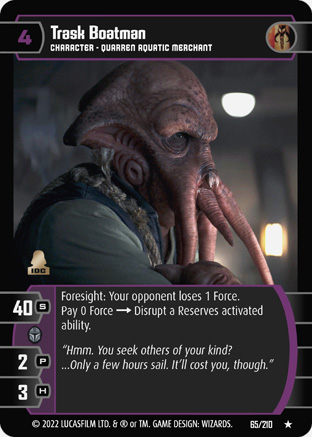 4 Trask Boatman
CHARACTER - QUARREN AQUATIC MERCHANT
IDC
40 S
2 P
3 H
Foresight: Your opponent loses 1 Force.
Pay 0 Force → Disrupt a Reserves activated
ability.
“Hmm. You seek others of your kind?
...Only a few hours sail. It'll cost you, though.”
© 2022 LUCASFILM LTD. & ® or TM. GAME DESIGN: WIZARDS. 65/210 ★